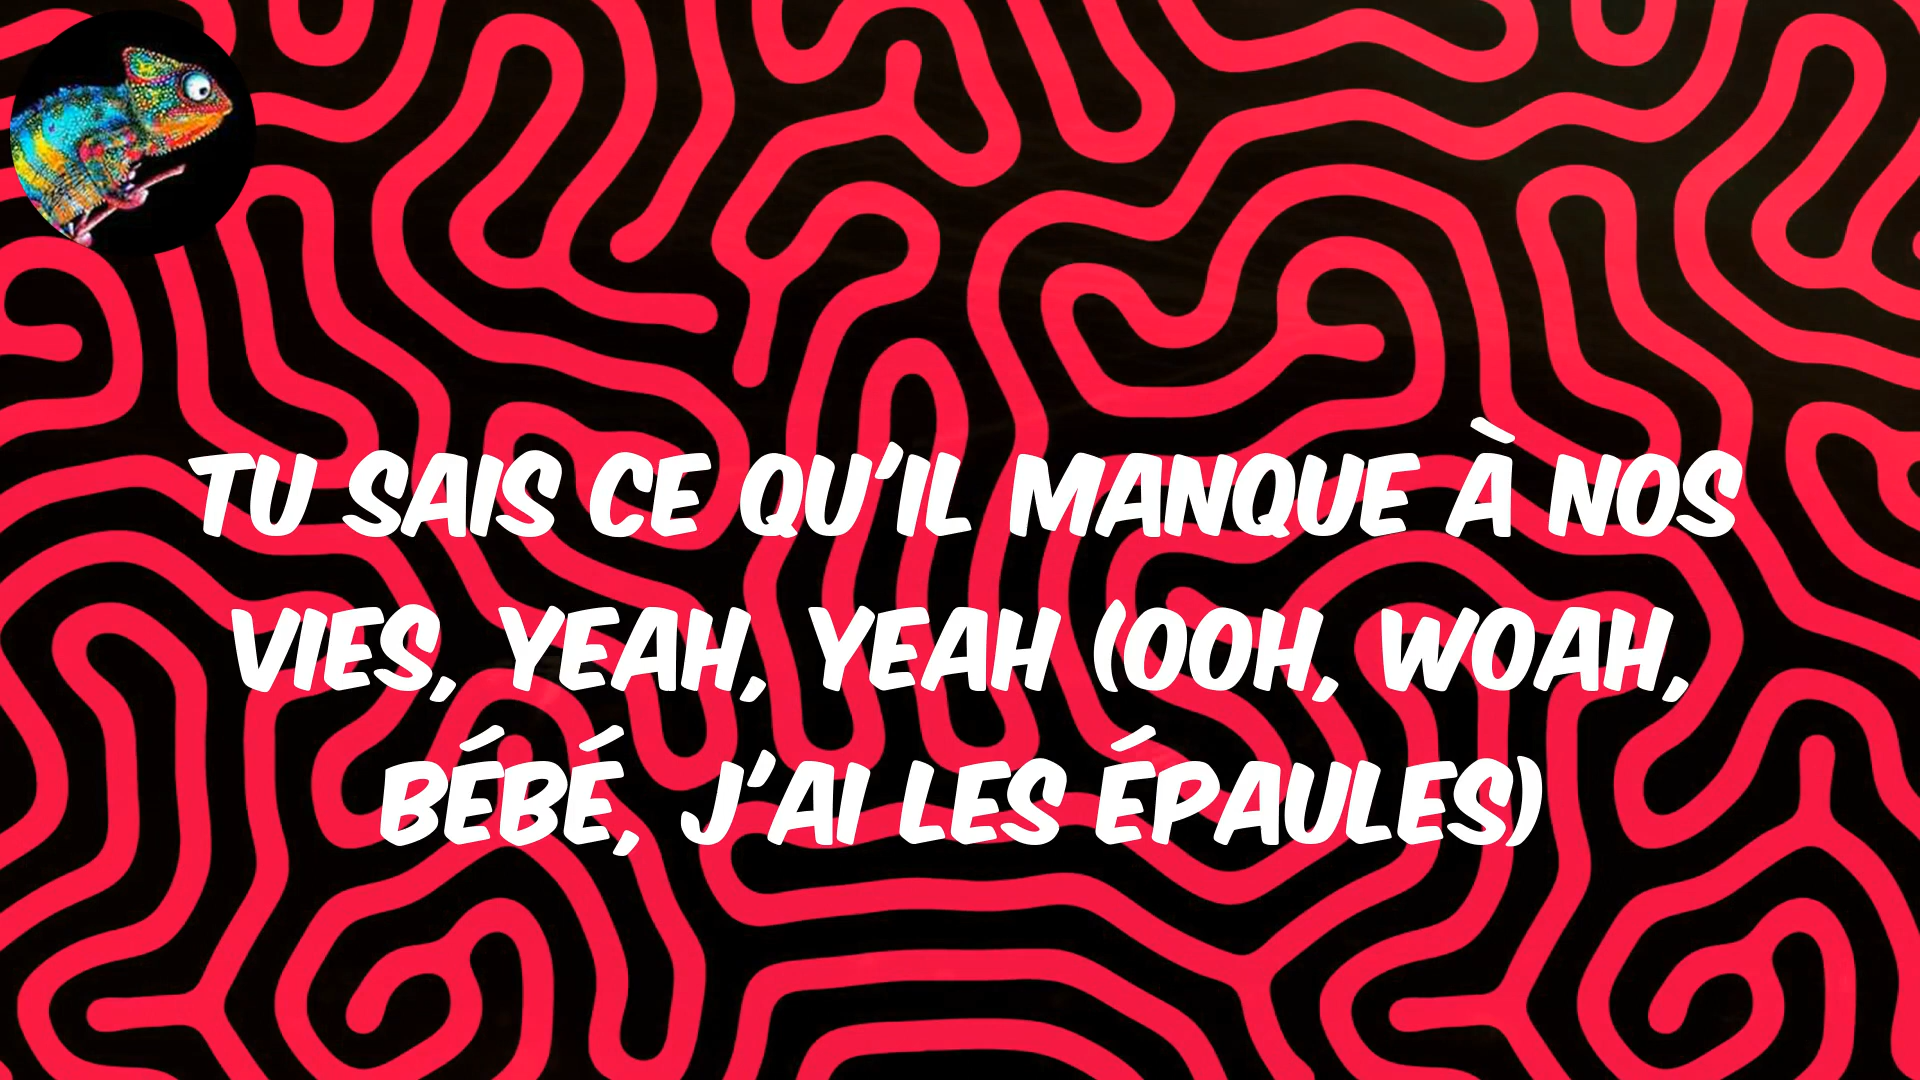 TU SAIS CE QU'IL MANQUE À NOS
VIES, YEAH, YEAH (OOH, WOAH,
BÉBÉ, J'AI LES ÉPAULES)